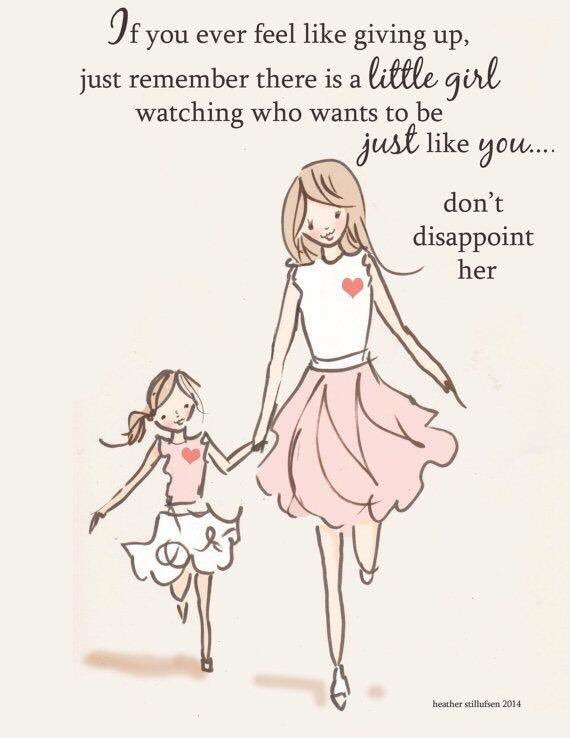 If you ever feel like giving up,
just remember there is a little girl
watching who wants to be
just like you....
don't
disappoint
her
heather stillufsen 2014